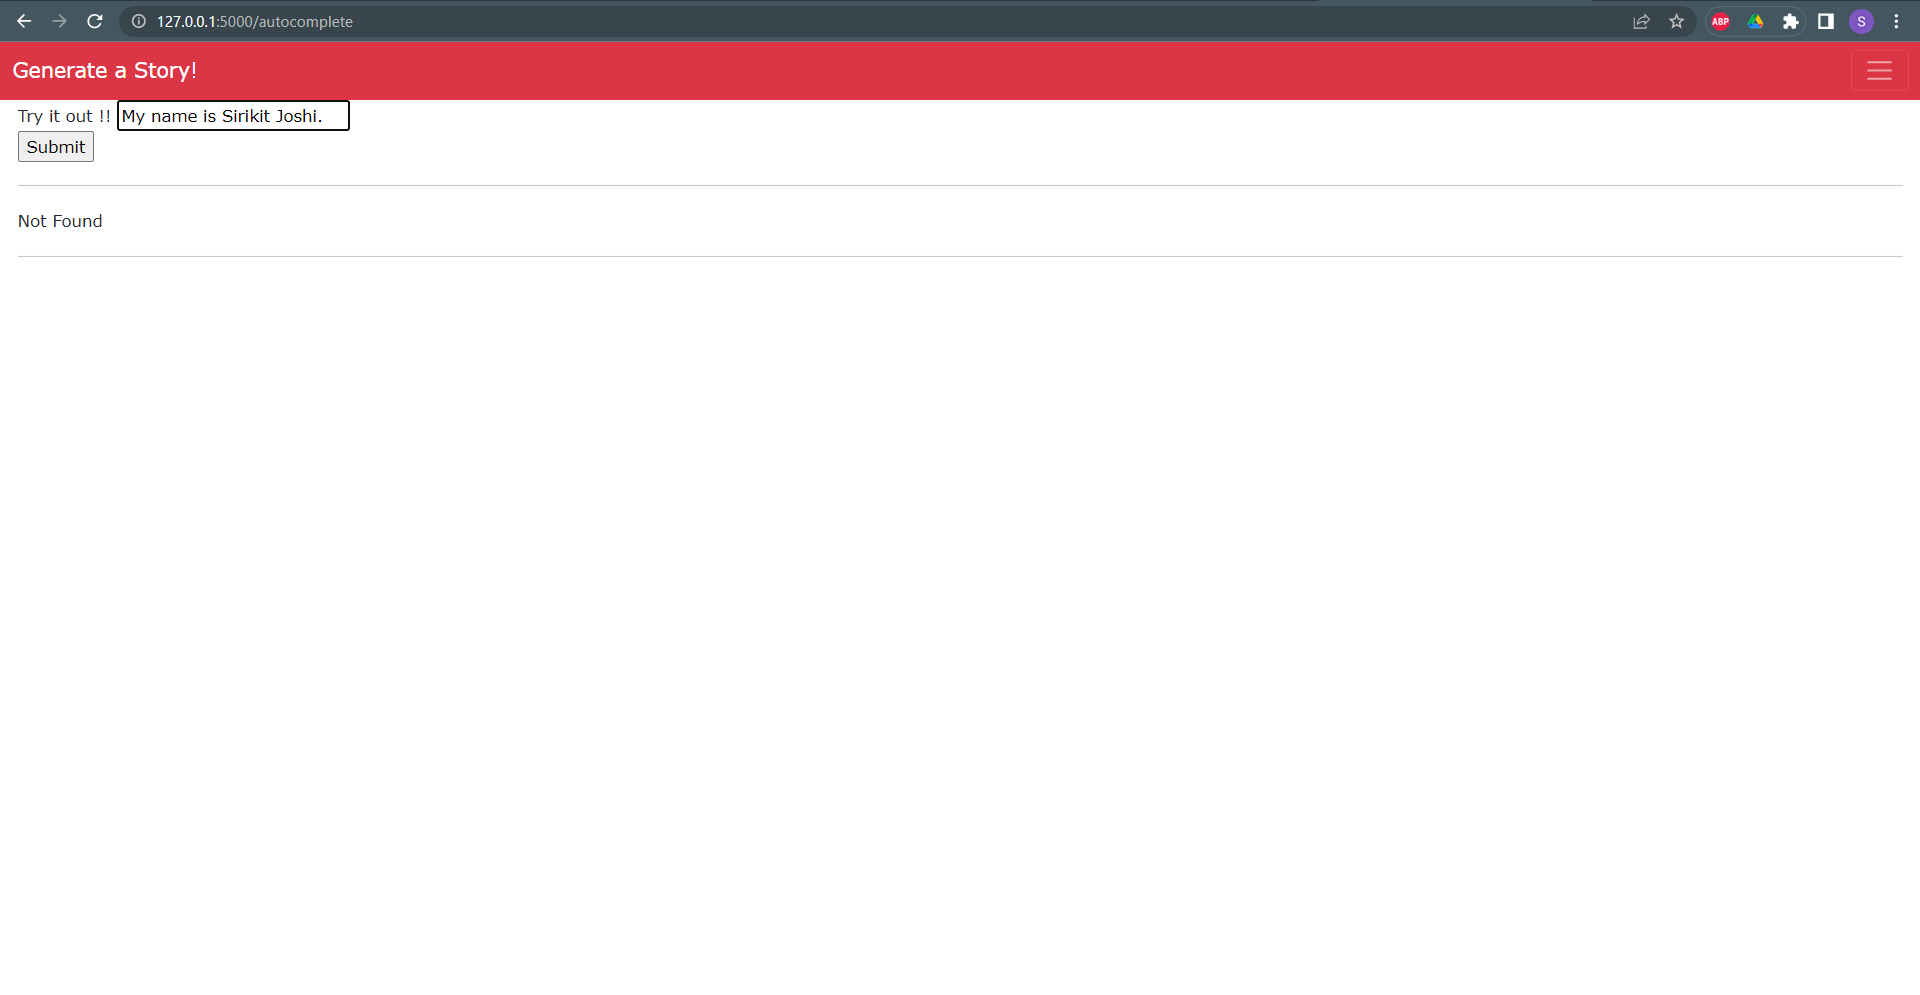 127.0.0.1:5000/autocomplete
ABP
S
Generate a Story!
Try it out !! My name is Sirikit Joshi.
Submit
Not Found